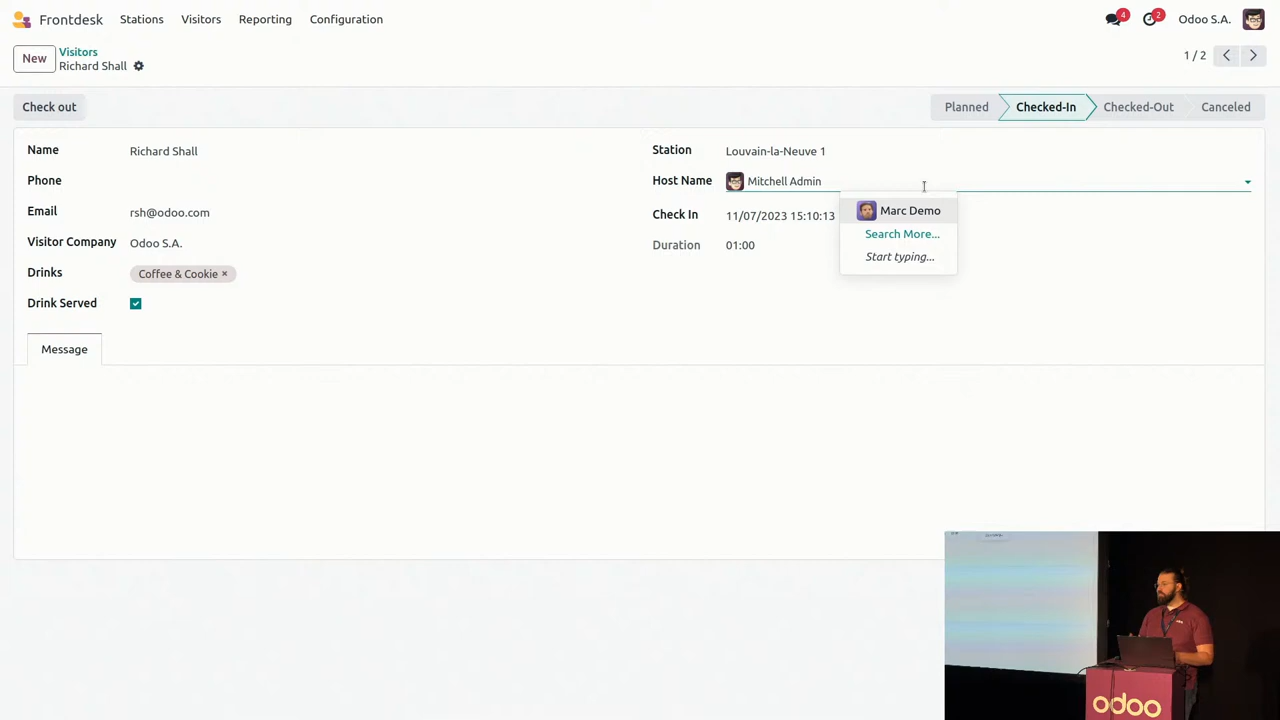 Frontdesk Stations Visitors Reporting Configuration 4 2 Odoo S.A.
New Visitors 1 / 2
Richard Shall
Check out Planned Checked-In Checked-Out Canceled
Name Richard Shall Station Louvain-la-Neuve 1
Phone Host Name Mitchell Admin
Email rsh@odoo.com Check In 11/07/2023 15:10:13 Marc Demo
Visitor Company Odoo S.A. Duration 01:00 Search More...
Start typing...
Drinks Coffee & Cookie ×
Drink Served
Message
odoo